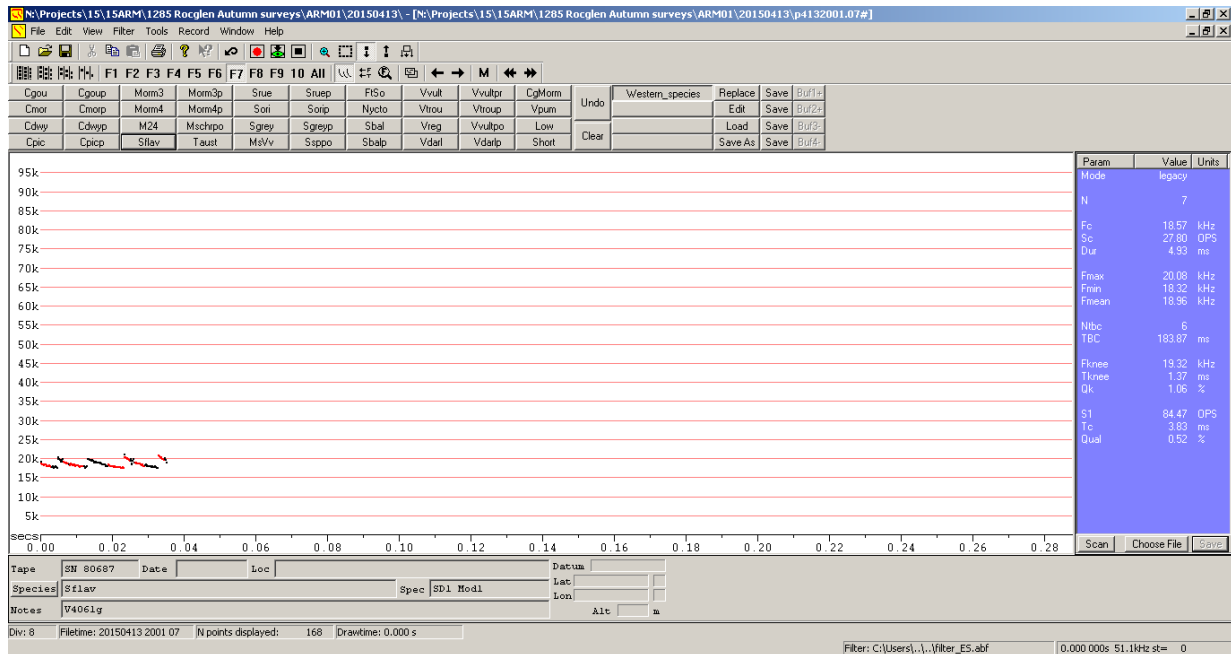 N:\Projects\15\15ARM\1285 Rocglen Autumn surveys\ARM01\20150413\ - [N:\Projects\15\15ARM\1285 Rocglen Autumn surveys\ARM01\20150413\p4132001.07#]
File Edit View Filter Tools Record Window Help
F1 F2 F3 F4 F5 F6 F7 F8 F9 10 All M
Cgou Cgoup Morm3 Morm3p Srue Sruep FtSo Vvult Vvultpr CgMorm Undo Western_species Replace Save Buf1+
Cmor Cmorp Morm4 Morm4p Sori Sorip Nycto Vtrou Vtroup Vpum Edit Save Buf2+
Cdwy Cdwyp M24 Mschrpo Sgrey Sgreyp Sbal Vreg Vvultpo Low Clear Load Save Buf3-
Cpic Cpicp Sflav Taust MsVv Ssppo Sbalp Vdarl Vdarlp Short Save As Save Buf4-
Param Value Units
Mode legacy
N 7
Fc 18.57 kHz
Sc 27.80 OPS
Dur 4.93 ms
Fmax 20.08 kHz
Fmin 18.32 kHz
Fmean 18.96 kHz
Ntbc 6
TBC 183.87 ms
Fknee 19.32 kHz
Tknee 1.37 ms
Qk 1.06 %
S1 84.47 OPS
Tc 3.83 ms
Qual 0.52 %
95k
90k
85k
80k
75k
70k
65k
60k
55k
50k
45k
40k
35k
30k
25k
20k
15k
10k
5k
secs
0.00 0.02 0.04 0.06 0.08 0.10 0.12 0.14 0.16 0.18 0.20 0.22 0.24 0.26 0.28
Scan Choose File Save
Tape SN 80687 Date Loc Datum
Species Sflav Spec SD1 Mod1 Lat
Lon
Notes V4061g Alt m
Div: 8 Filetime: 20150413 2001 07 N points displayed: 168 Drawtime: 0.000 s
Filter: C:\Users\..\..\filter_ES.abf 0.000 000s 51.1kHz st= 0